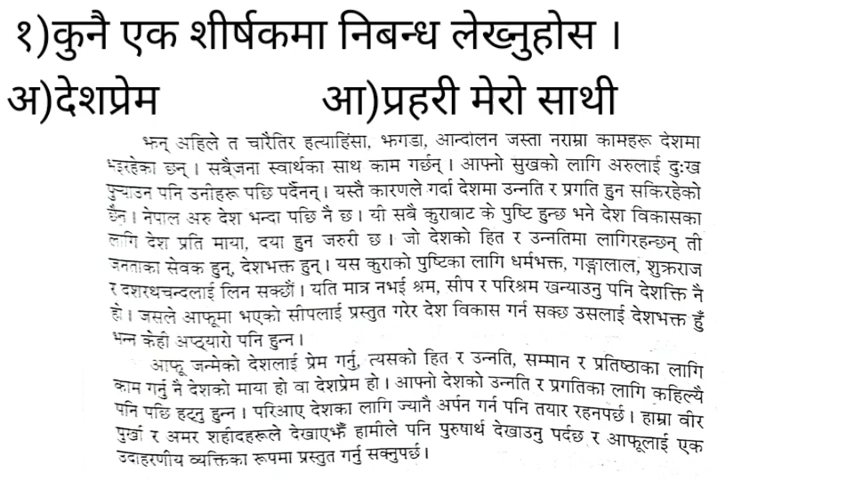 १)कुनै एक शीर्षकमा निबन्ध लेख्नुहोस ।
अ)देशप्रेम आ)प्रहरी मेरो साथी
झन् अहिले त चारैतिर हत्याहिंसा, झगडा, आन्दोलन जस्ता नराम्रा कामहरू देशमा
भइरहेका छन् । सबैजना स्वार्थका साथ काम गर्छन् । आफ्नो सुखको लागि अरुलाई दुःख
पुऱ्याउन पनि उनीहरू पछि पर्दैनन् । यस्तै कारणले गर्दा देशमा उन्नति र प्रगति हुन सकिरहेको
छैन । नेपाल अरु देश भन्दा पछि नै छ । यी सबै कुराबाट के पुष्टि हुन्छ भने देश विकासका
लागि देश प्रति माया, दया हुन जरुरी छ । जो देशको हित र उन्नतिमा लागिरहन्छन् ती
जनताका सेवक हुन्, देशभक्त हुन् । यस कुराको पुष्टिका लागि धर्मभक्त, गङ्गालाल, शुक्रराज
र दशरथचन्दलाई लिन सक्छौं । यति मात्र नभई श्रम, सीप र परिश्रम खन्याउनु पनि देशक्ति नै
हो । जसले आफूमा भएको सीपलाई प्रस्तुत गरेर देश विकास गर्न सक्छ उसलाई देशभक्त हुँ
भन्न केही अप्ठ्यारो पनि हुन्न ।
आफू जन्मेको देशलाई प्रेम गर्नु, त्यसको हित र उन्नति, सम्मान र प्रतिष्ठाका लागि
काम गर्नु नै देशको माया हो वा देशप्रेम हो । आफ्नो देशको उन्नति र प्रगतिका लागि कहिल्यै
पनि पछि हट्नु हुन्न । परिआए देशका लागि ज्यानै अर्पन गर्न पनि तयार रहनपर्छ । हाम्रा वीर
पुर्खा र अमर शहीदहरूले देखाएझैं हामीले पनि पुरुषार्थ देखाउनु पर्दछ र आफूलाई एक
उदाहरणीय व्यक्तिका रूपमा प्रस्तुत गर्नु सक्नुपर्छ ।